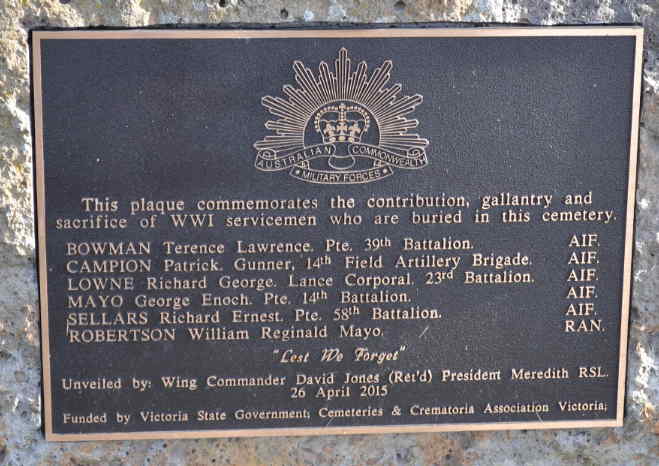 AUSTRALIAN COMMONWEALTH
MILITARY FORCES
This plaque commemorates the contribution, gallantry and
sacrifice of WWI servicemen who are buried in this cemetery.
BOWMAN Terence Lawrence. Pte. 39th Battalion. AIF.
CAMPION Patrick. Gunner, 14th Field Artillery Brigade. AIF.
LOWNE Richard George. Lance Corporal. 23rd Battalion. AIF.
MAYO George Enoch. Pte. 14th Battalion. AIF.
SELLARS Richard Ernest. Pte. 58th Battalion. AIF.
ROBERTSON William Reginald Mayo. RAN.
"Lest We Forget"
Unveiled by: Wing Commander David Jones (Ret'd) President Meredith RSL.
26 April 2015
Funded by Victoria State Government; Cemeteries & Crematoria Association Victoria;